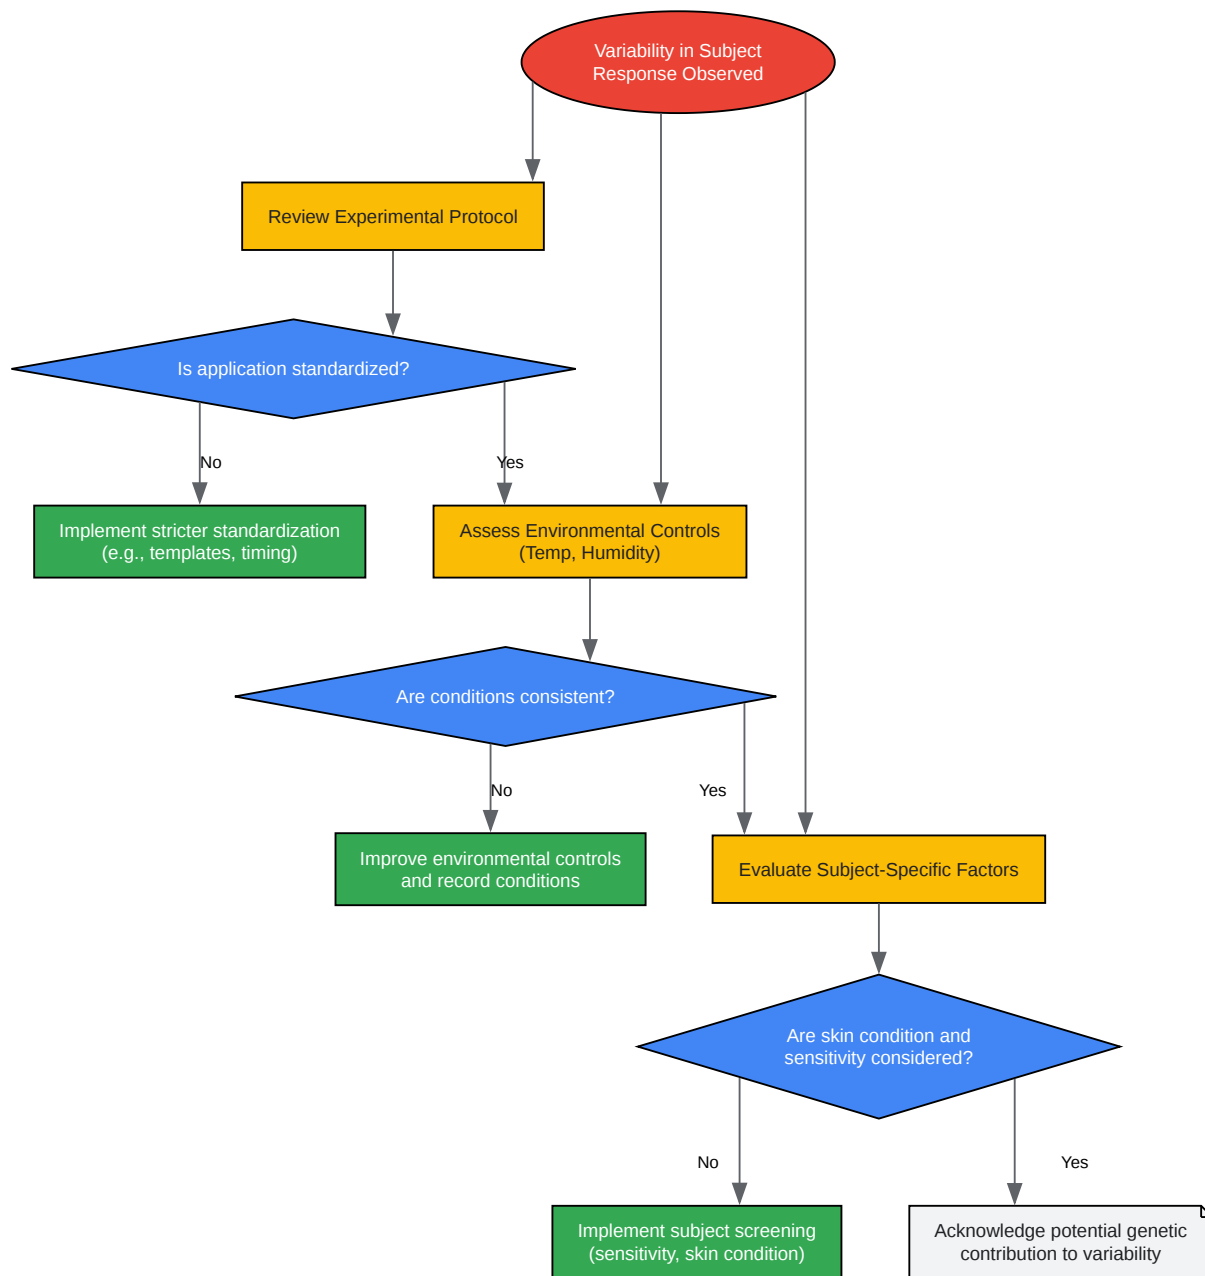 Variability in Subject
Response Observed
Review Experimental Protocol
Is application standardized?
No
Yes
Implement stricter standardization
(e.g., templates, timing)
Assess Environmental Controls
(Temp, Humidity)
Are conditions consistent?
No
Yes
Improve environmental controls
and record conditions
Evaluate Subject-Specific Factors
Are skin condition and
sensitivity considered?
No
Yes
Implement subject screening
(sensitivity, skin condition)
Acknowledge potential genetic
contribution to variability